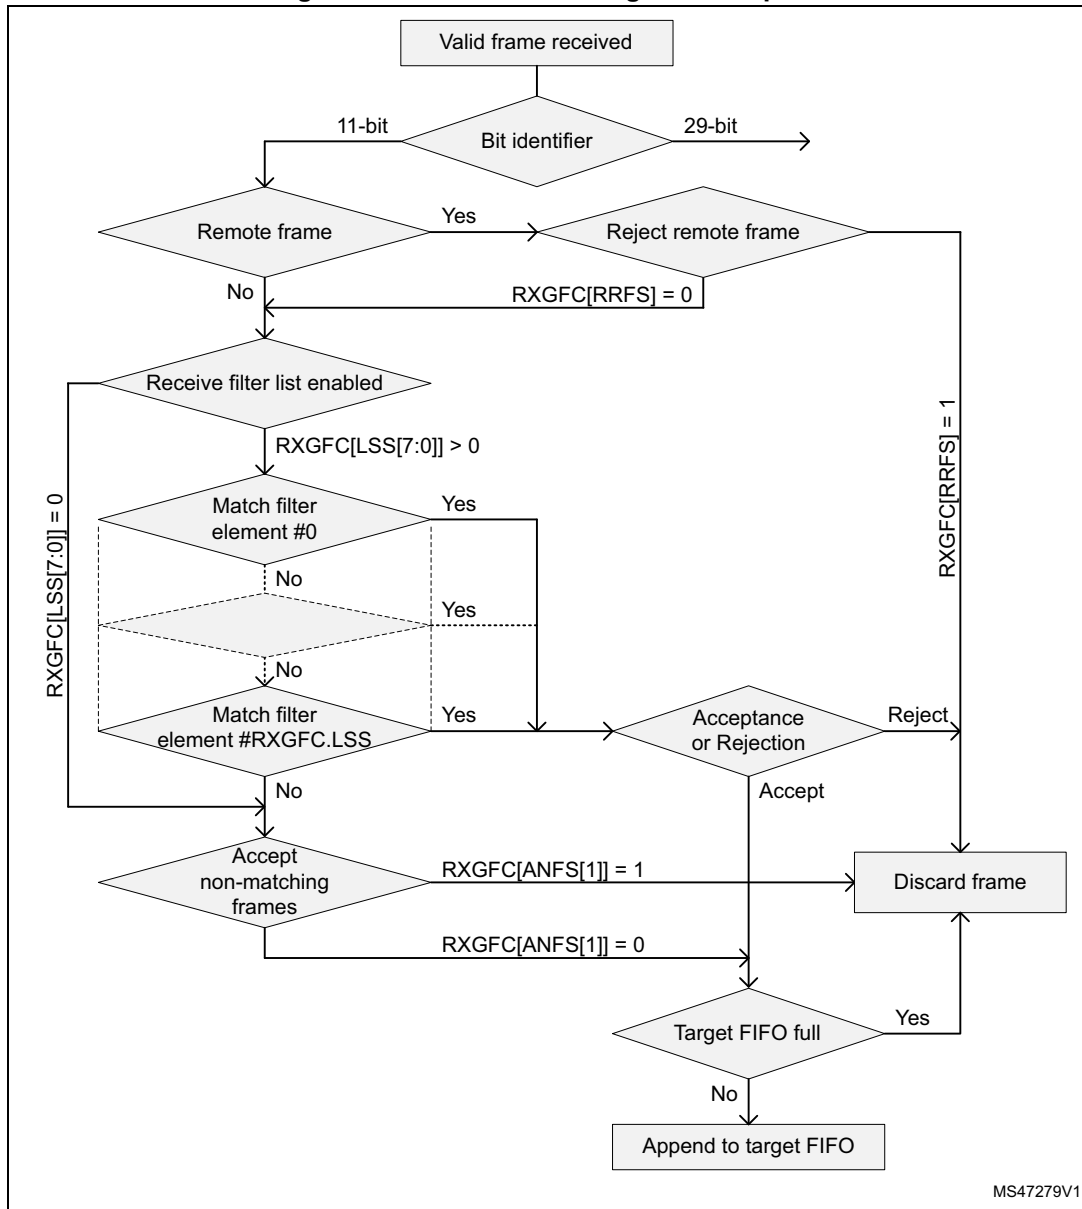 Valid frame received
11-bit
Bit identifier
29-bit
Remote frame
Yes
Reject remote frame
No
RXGFC[RRFS] = 0
Receive filter list enabled
RXGFC[LSS[7:0]] > 0
RXGFC[RRFS] = 1
RXGFC[LSS[7:0]] = 0
Match filter
element #0
Yes
No
Yes
No
Match filter
element #RXGFC.LSS
Yes
Acceptance
or Rejection
Reject
No
Accept
Accept
non-matching
frames
RXGFC[ANFS[1]] = 1
Discard frame
RXGFC[ANFS[1]] = 0
Target FIFO full
Yes
No
Append to target FIFO
MS47279V1